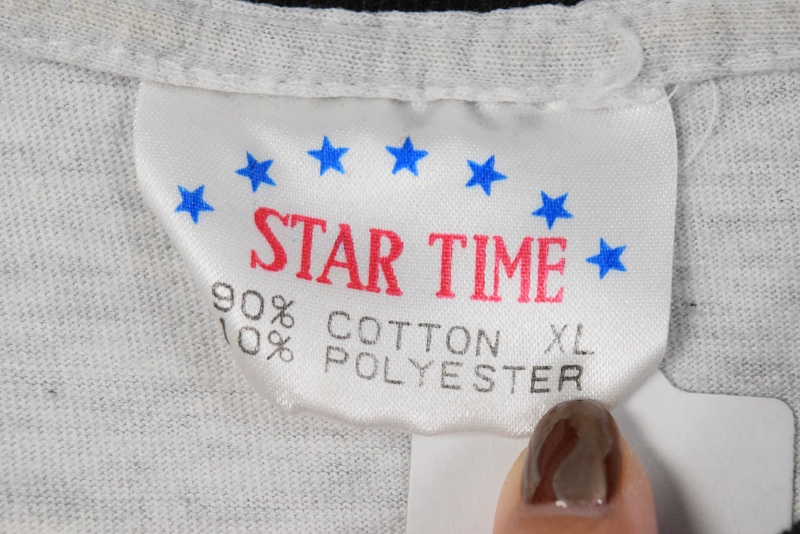 STAR TIME
90% COTTON XL
10% POLYESTER